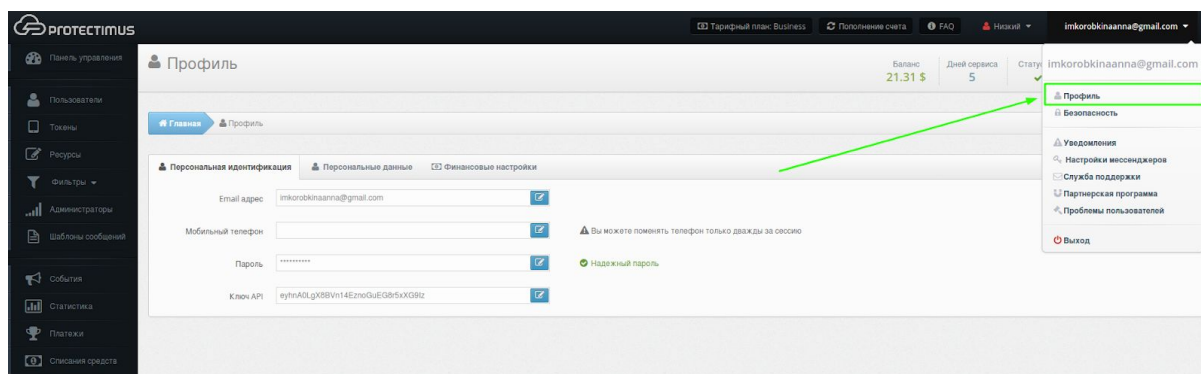 PROTECTIMUS
Тарифный план: Business
Пополнение счета
FAQ
Низкий
imkorobkinaanna@gmail.com
Панель управления
Пользователи
Токены
Ресурсы
Фильтры
Администраторы
Шаблоны сообщений
События
Статистика
Платежи
Списания средств
Профиль
Баланс
21.31 $
Дней сервиса
5
imkorobkinaanna@gmail.com
Профиль
Безопасность
Уведомления
Настройки мессенджеров
Служба поддержки
Партнерская программа
Проблемы пользователей
Выход
Главная
Профиль
Персональная идентификация
Персональные данные
Финансовые настройки
Email адрес
imkorobkinaanna@gmail.com
Мобильный телефон
Вы можете поменять телефон только дважды за сессию
Пароль
**********
Надежный пароль
Ключ API